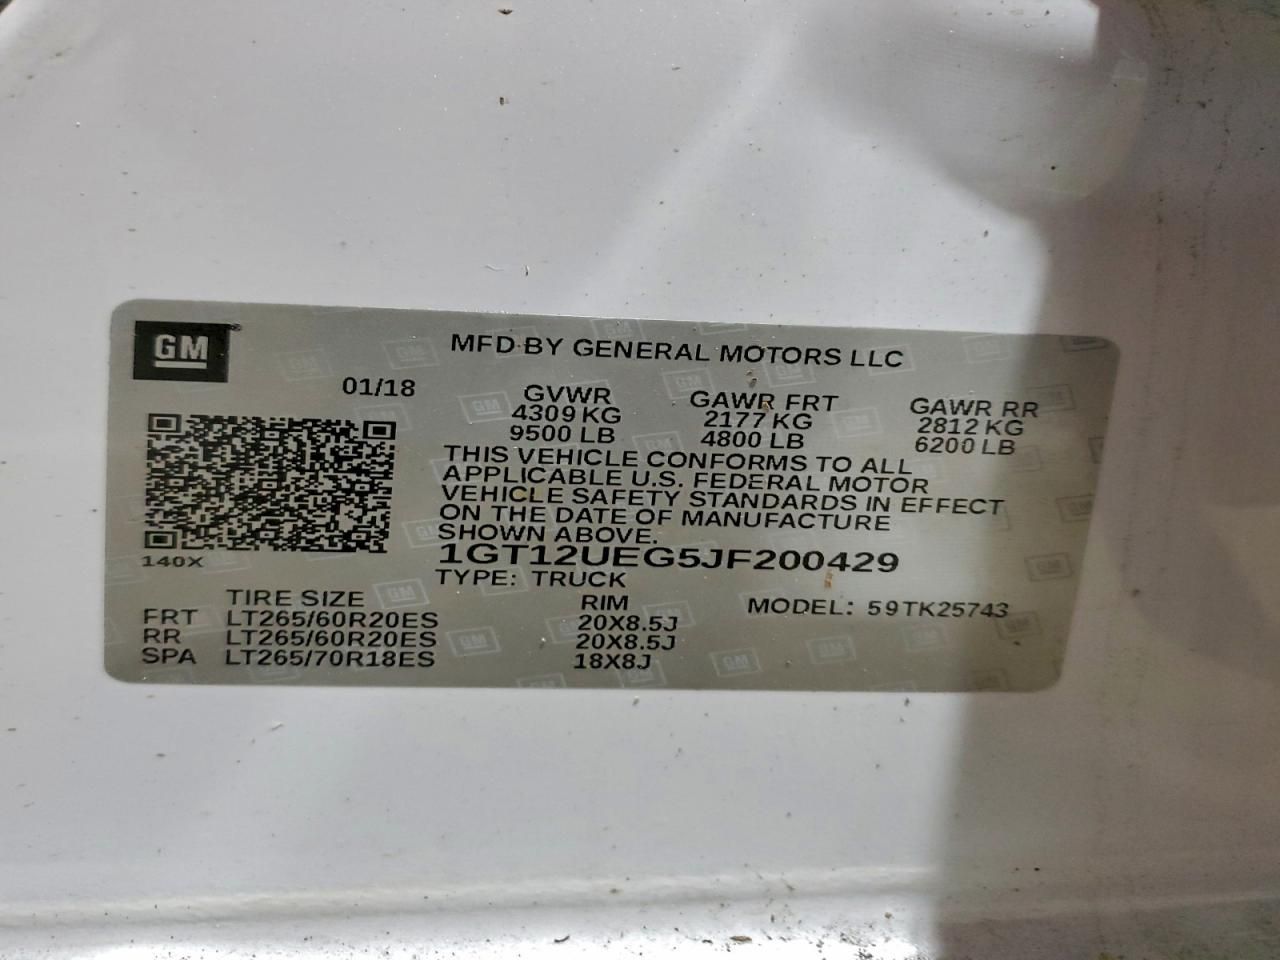 GM
MFD BY GENERAL MOTORS LLC
01/18 GVWR GAWR FRT GAWR RR
4309 KG 2177 KG 2812 KG
9500 LB 4800 LB 6200 LB
THIS VEHICLE CONFORMS TO ALL
APPLICABLE U.S. FEDERAL MOTOR
VEHICLE SAFETY STANDARDS IN EFFECT
ON THE DATE OF MANUFACTURE
SHOWN ABOVE.
140X 1GT12UEG5JF200429
TYPE: TRUCK
TIRE SIZE RIM MODEL: 59TK25743
FRT LT265/60R20ES 20X8.5J
RR LT265/60R20ES 20X8.5J
SPA LT265/70R18ES 18X8J